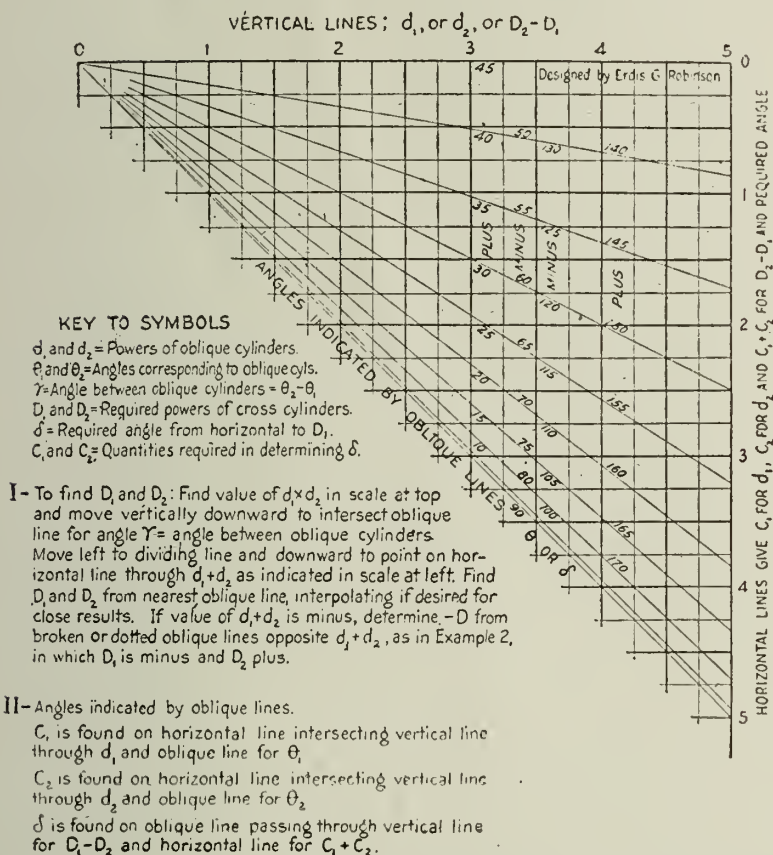 VERTICAL LINES; d₁, or d₂, or D₂-D₁
0 1 2 3 4 5
Designed by Erdis G Robinson
0
1
2
3
4
5
HORIZONTAL LINES GIVE C₁ FOR d₁, C₂ FOR d₂ AND C₁+C₂ FOR D₂-D₁ AND REQUIRED ANGLE
45
40 50 130 140
35 55 125 145
PLUS MINUS MINUS PLUS
30 60 120 150
25 65 115 155
20 70 110 160
15 75 105 165
10 80 100 170
90
ANGLES INDICATED BY OBLIQUE LINES θ OR δ
KEY TO SYMBOLS
d₁ and d₂= Powers of oblique cylinders.
θ₁ and θ₂=Angles corresponding to oblique cyls.
γ=Angle between oblique cylinders = θ₂-θ₁
D₁ and D₂=Required powers of cross cylinders.
δ = Required angle from horizontal to D₁.
C₁ and C₂= Quantities required in determining δ.
I- To find D₁ and D₂: Find value of d₁×d₂ in scale at top
and move vertically downward to intersect oblique
line for angle γ= angle between oblique cylinders
Move left to dividing line and downward to point on hor-
izontal line through d₁+d₂ as indicated in scale at left. Find
D₁ and D₂ from nearest oblique line, interpolating if desired for
close results. If value of d₁+d₂ is minus, determine -D from
broken or dotted oblique lines opposite d₁+d₂, as in Example 2,
in which D₁ is minus and D₂ plus.
II- Angles indicated by oblique lines.
C₁ is found on horizontal line intersecting vertical line
through d₁ and oblique line for θ₁
C₂ is found on horizontal line intersecting vertical line
through d₂ and oblique line for θ₂
δ is found on oblique line passing through vertical line
for D₁-D₂ and horizontal line for C₁+C₂.